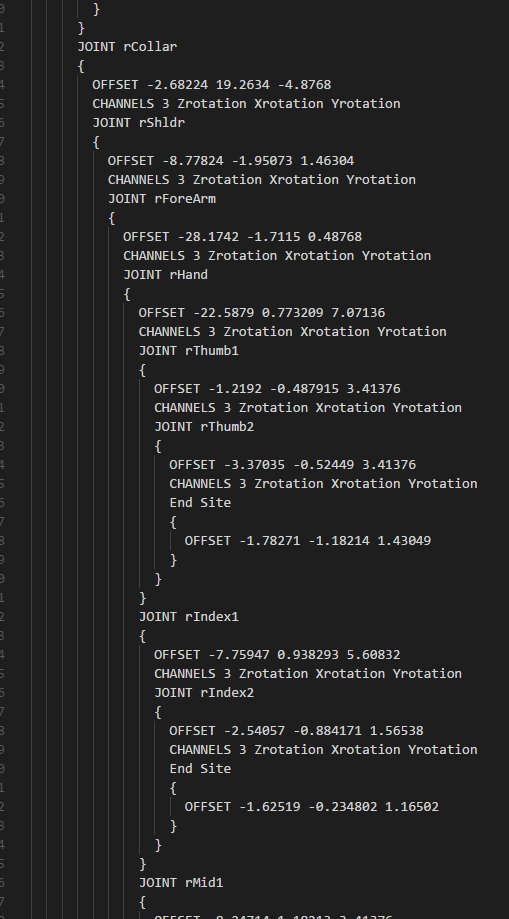 }
}
JOINT rCollar
{
OFFSET -2.68224 19.2634 -4.8768
CHANNELS 3 Zrotation Xrotation Yrotation
JOINT rShldr
{
OFFSET -8.77824 -1.95073 1.46304
CHANNELS 3 Zrotation Xrotation Yrotation
JOINT rForeArm
{
OFFSET -28.1742 -1.7115 0.48768
CHANNELS 3 Zrotation Xrotation Yrotation
JOINT rHand
{
OFFSET -22.5879 0.773209 7.07136
CHANNELS 3 Zrotation Xrotation Yrotation
JOINT rThumb1
{
OFFSET -1.2192 -0.487915 3.41376
CHANNELS 3 Zrotation Xrotation Yrotation
JOINT rThumb2
{
OFFSET -3.37035 -0.52449 3.41376
CHANNELS 3 Zrotation Xrotation Yrotation
End Site
{
OFFSET -1.78271 -1.18214 1.43049
}
}
}
JOINT rIndex1
{
OFFSET -7.75947 0.938293 5.60832
CHANNELS 3 Zrotation Xrotation Yrotation
JOINT rIndex2
{
OFFSET -2.54057 -0.884171 1.56538
CHANNELS 3 Zrotation Xrotation Yrotation
End Site
{
OFFSET -1.62519 -0.234802 1.16502
}
}
}
JOINT rMid1
{